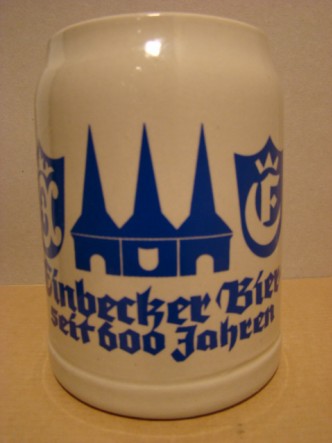 E
Einbecker Bier
seit 600 Jahren